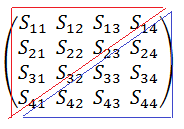 S₁₁ S₁₂ S₁₃ S₁₄
S₂₁ S₂₂ S₂₃ S₂₄
S₃₁ S₃₂ S₃₃ S₃₄
S₄₁ S₄₂ S₄₃ S₄₄